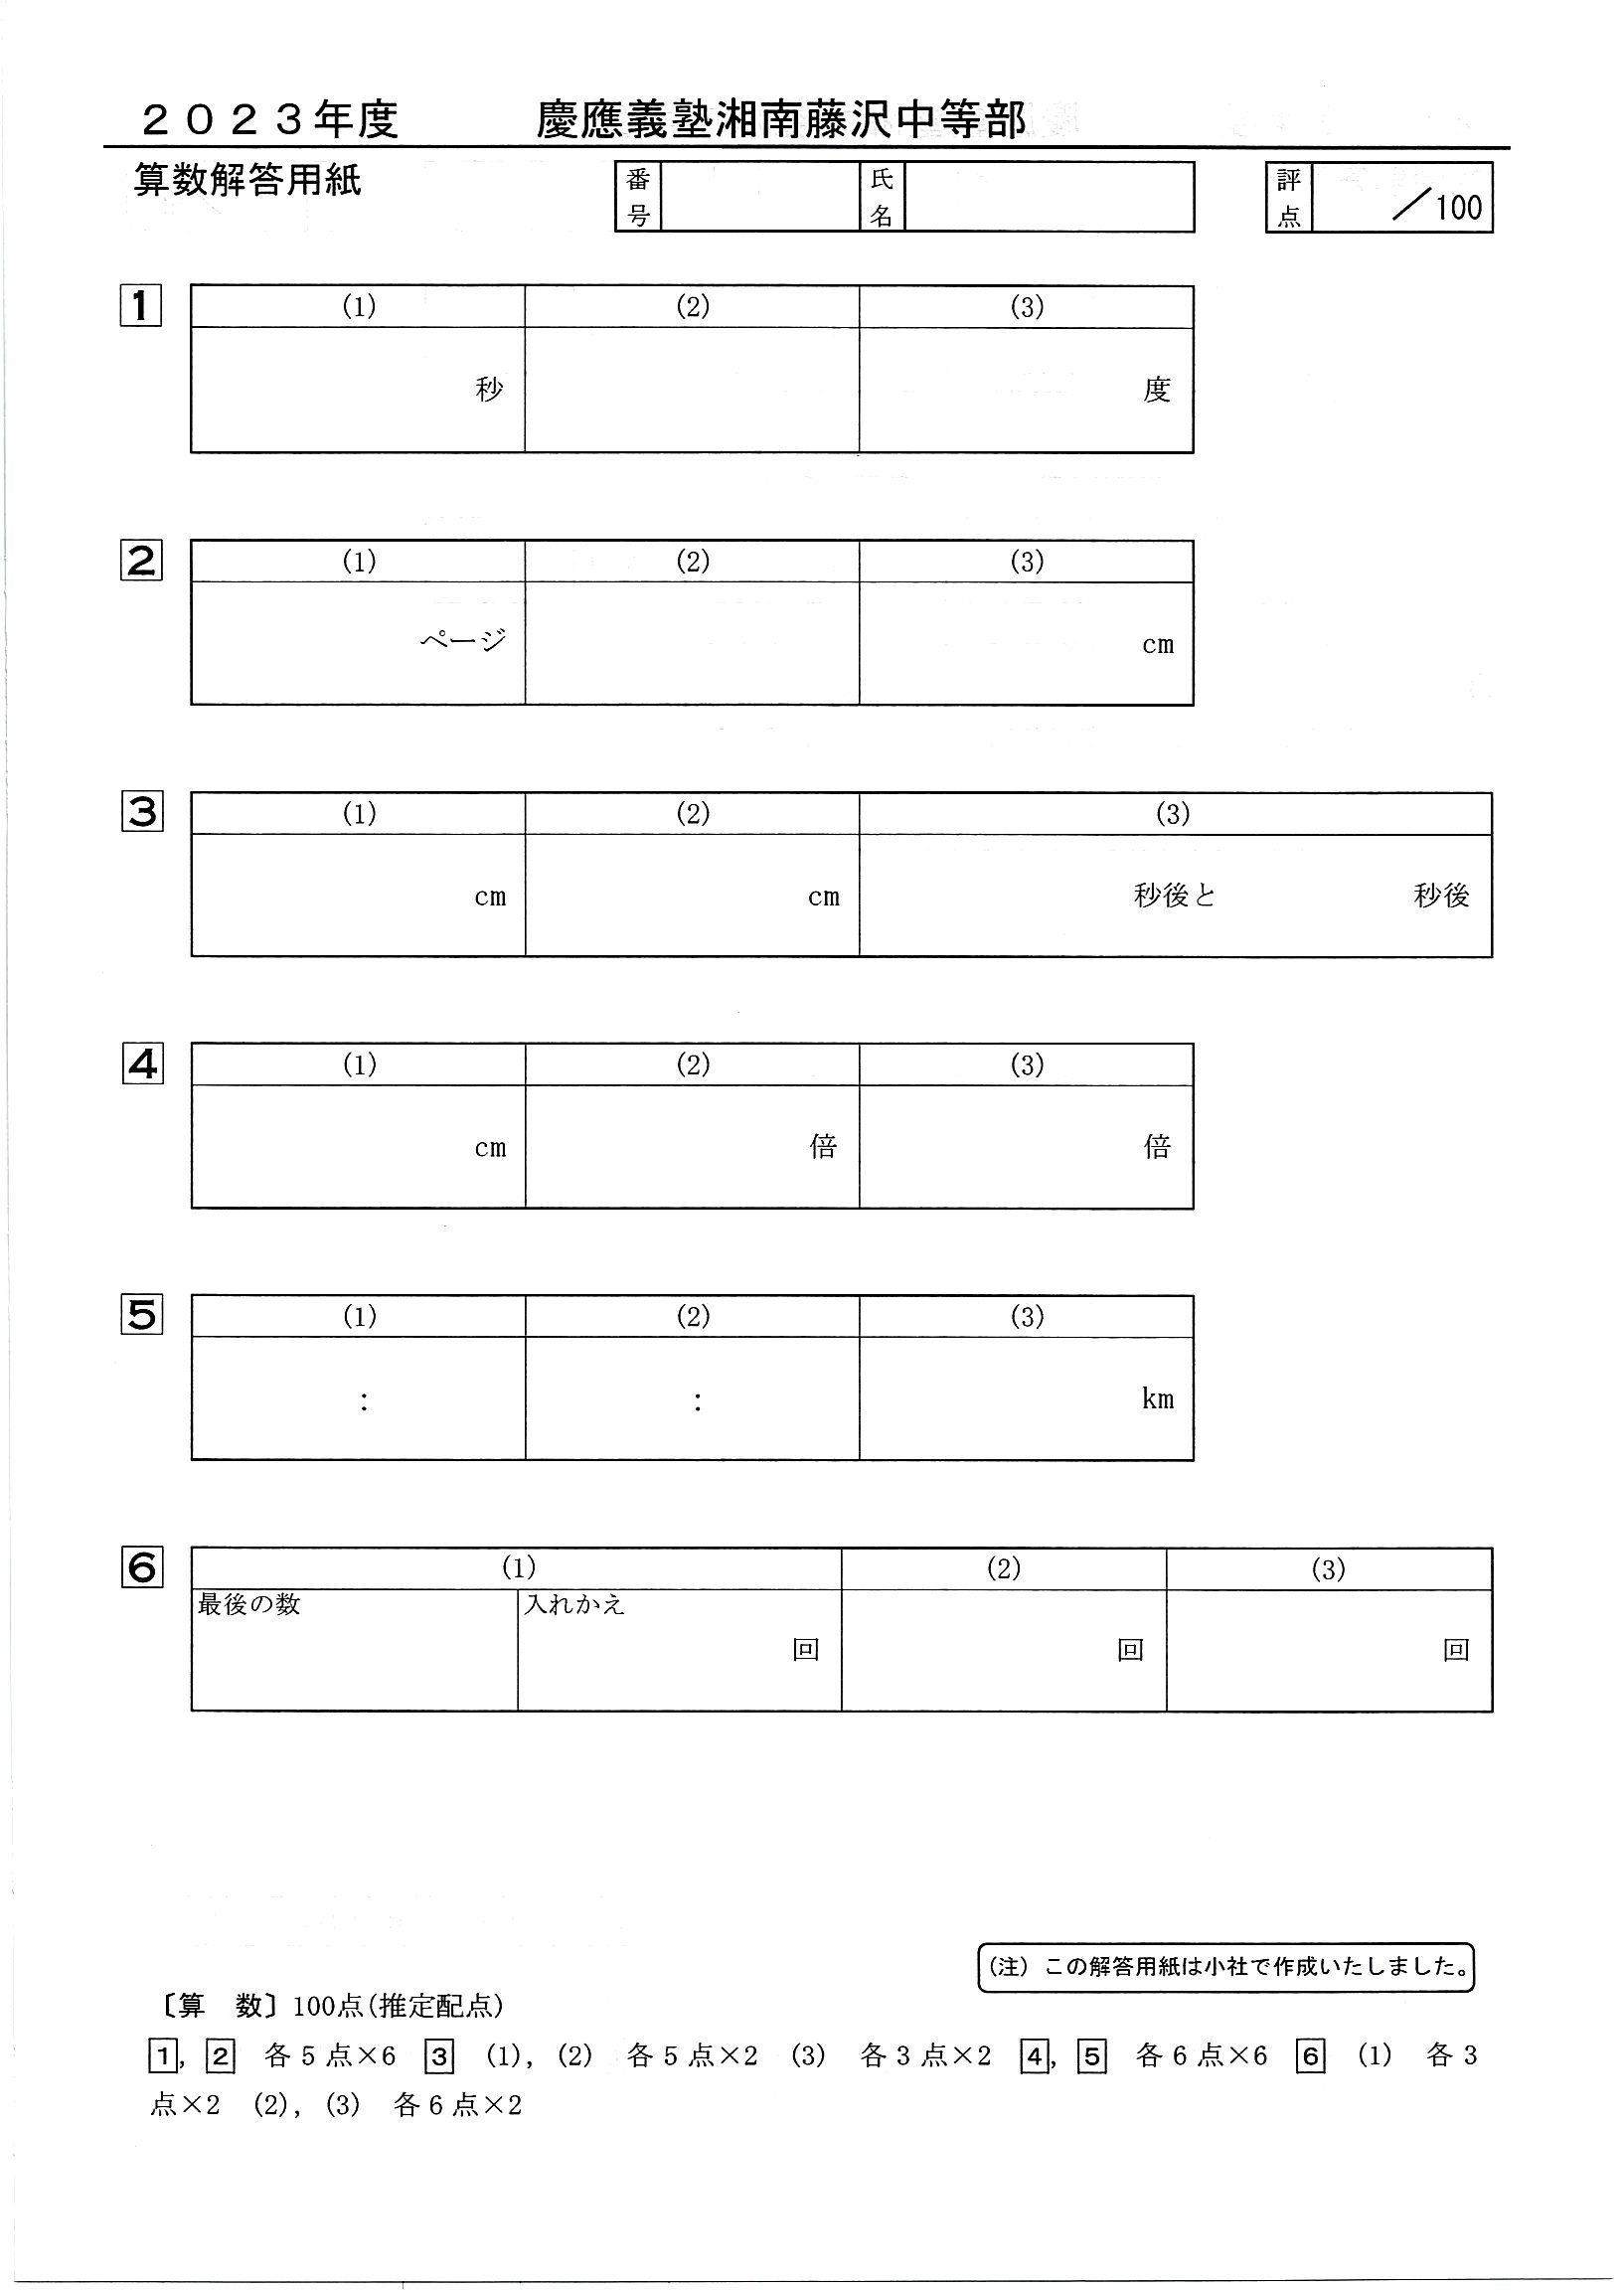 ２０２３年度　慶應義塾湘南藤沢中等部
算数解答用紙　番号　氏名　評点　／100
1　(1)　(2)　(3)
秒　度
2　(1)　(2)　(3)
ページ　cm
3　(1)　(2)　(3)
cm　cm　秒後と　秒後
4　(1)　(2)　(3)
cm　倍　倍
5　(1)　(2)　(3)
：　：　km
6　(1)　(2)　(3)
最後の数　入れかえ
回　回　回
(注) この解答用紙は小社で作成いたしました。
〔算　数〕100点(推定配点)
1, 2　各5点×6　3　(1), (2)　各5点×2　(3)　各3点×2　4, 5　各6点×6　6　(1)　各3
点×2　(2), (3)　各6点×2